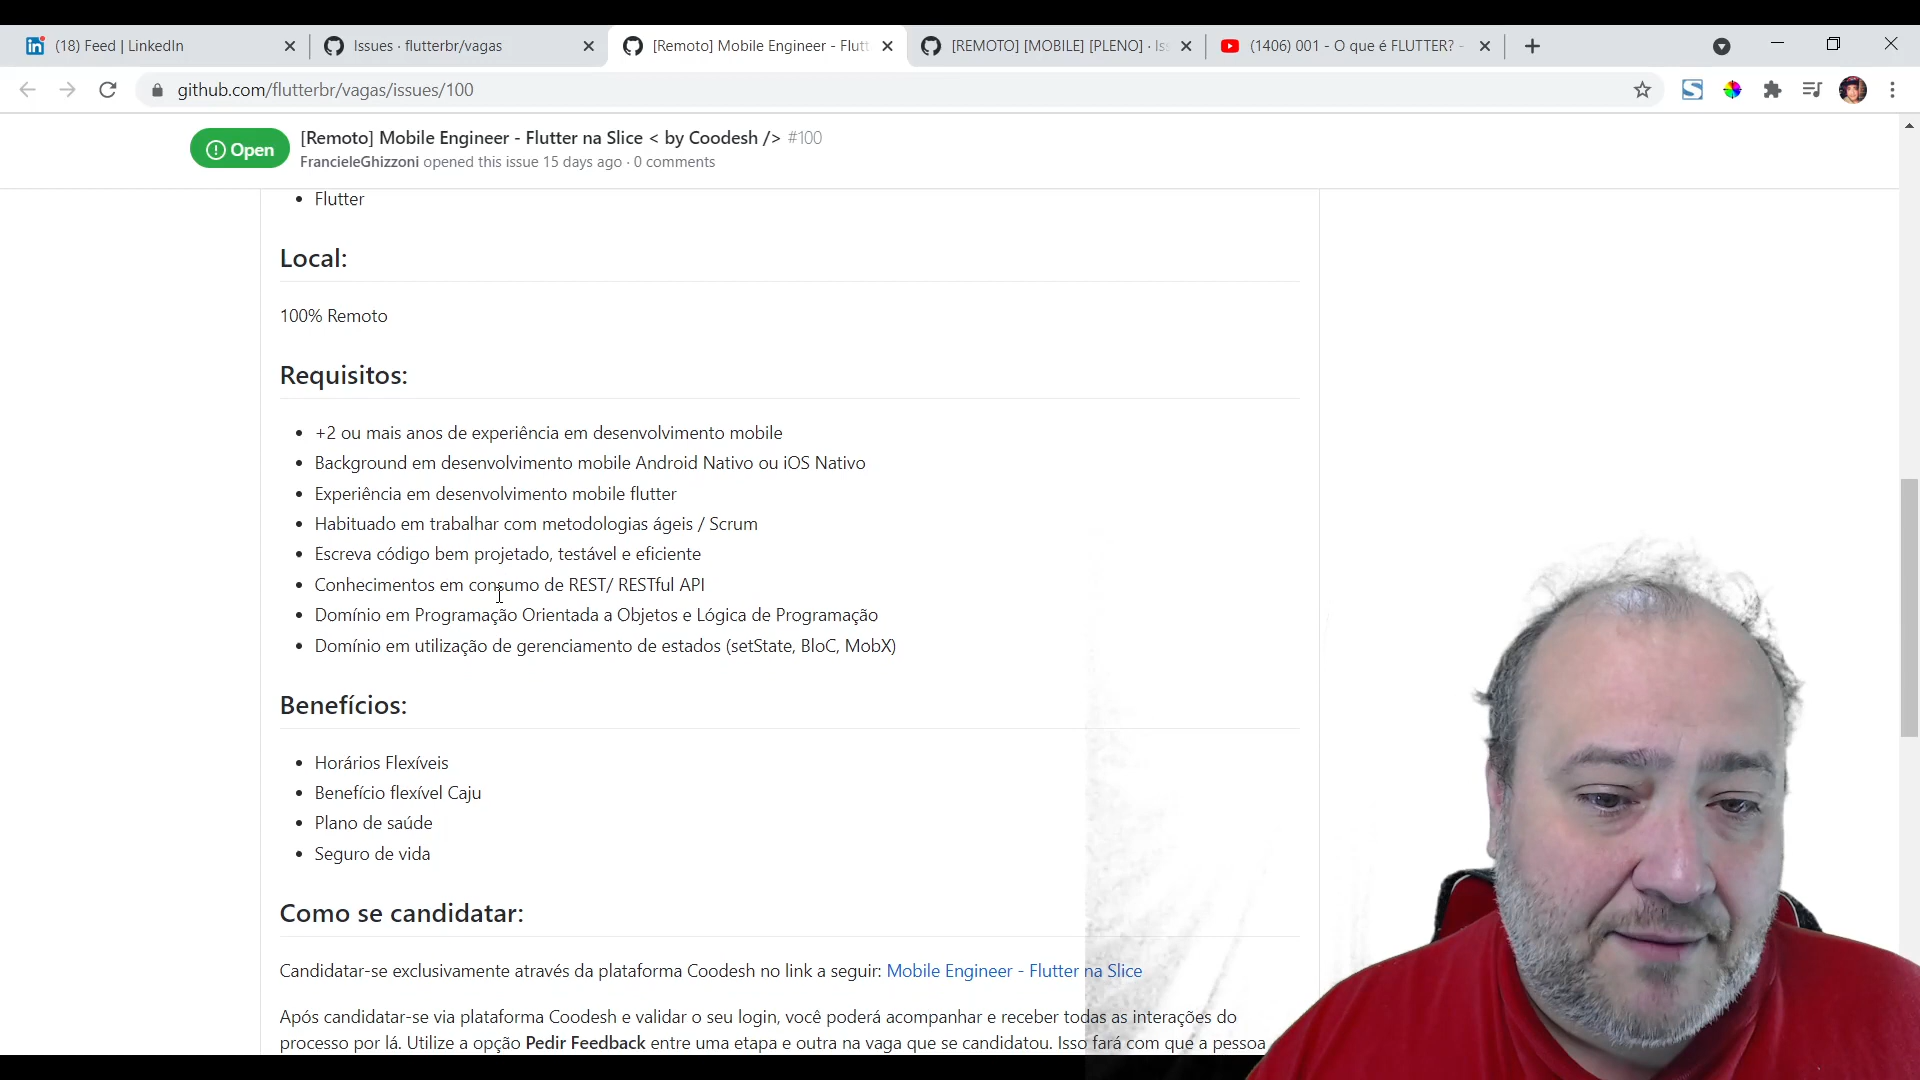 (18) Feed | LinkedIn
Issues · flutterbr/vagas
[Remoto] Mobile Engineer - Flutt
[REMOTO] [MOBILE] [PLENO] · Is
(1406) 001 - O que é FLUTTER? -
github.com/flutterbr/vagas/issues/100
Open
[Remoto] Mobile Engineer - Flutter na Slice < by Coodesh /> #100
FrancieleGhizzoni opened this issue 15 days ago · 0 comments
Flutter
Local:
100% Remoto
Requisitos:
+2 ou mais anos de experiência em desenvolvimento mobile
Background em desenvolvimento mobile Android Nativo ou iOS Nativo
Experiência em desenvolvimento mobile flutter
Habituado em trabalhar com metodologias ágeis / Scrum
Escreva código bem projetado, testável e eficiente
Conhecimentos em consumo de REST/ RESTful API
Domínio em Programação Orientada a Objetos e Lógica de Programação
Domínio em utilização de gerenciamento de estados (setState, BloC, MobX)
Benefícios:
Horários Flexíveis
Benefício flexível Caju
Plano de saúde
Seguro de vida
Como se candidatar:
Candidatar-se exclusivamente através da plataforma Coodesh no link a seguir: Mobile Engineer - Flutter na Slice
Após candidatar-se via plataforma Coodesh e validar o seu login, você poderá acompanhar e receber todas as interações do
processo por lá. Utilize a opção Pedir Feedback entre uma etapa e outra na vaga que se candidatou. Isso fará com que a pessoa